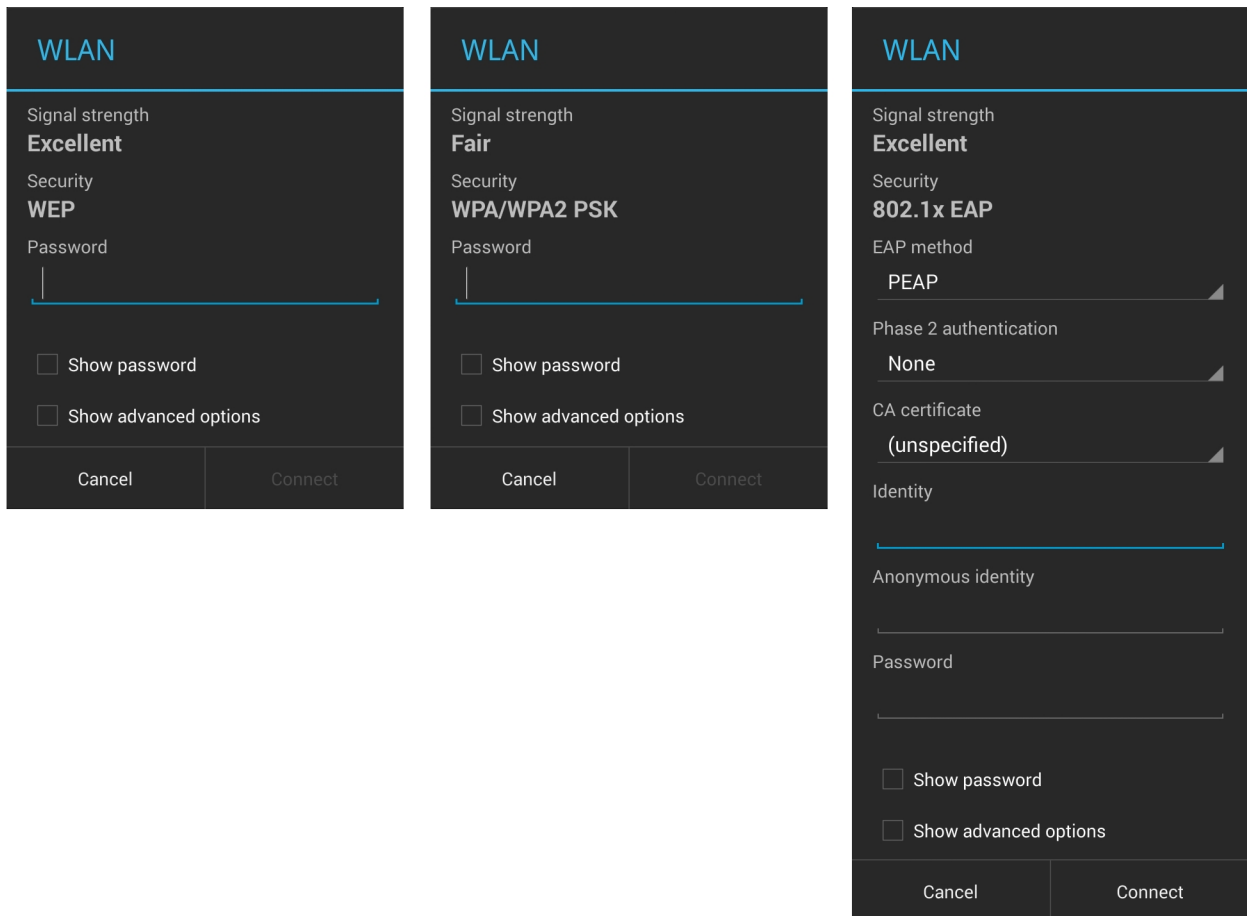 WLAN
Signal strength
Excellent
Security
WEP
Password
Show password
Show advanced options
Cancel
Connect
WLAN
Signal strength
Fair
Security
WPA/WPA2 PSK
Password
Show password
Show advanced options
Cancel
Connect
WLAN
Signal strength
Excellent
Security
802.1x EAP
EAP method
PEAP
Phase 2 authentication
None
CA certificate
(unspecified)
Identity
Anonymous identity
Password
Show password
Show advanced options
Cancel
Connect